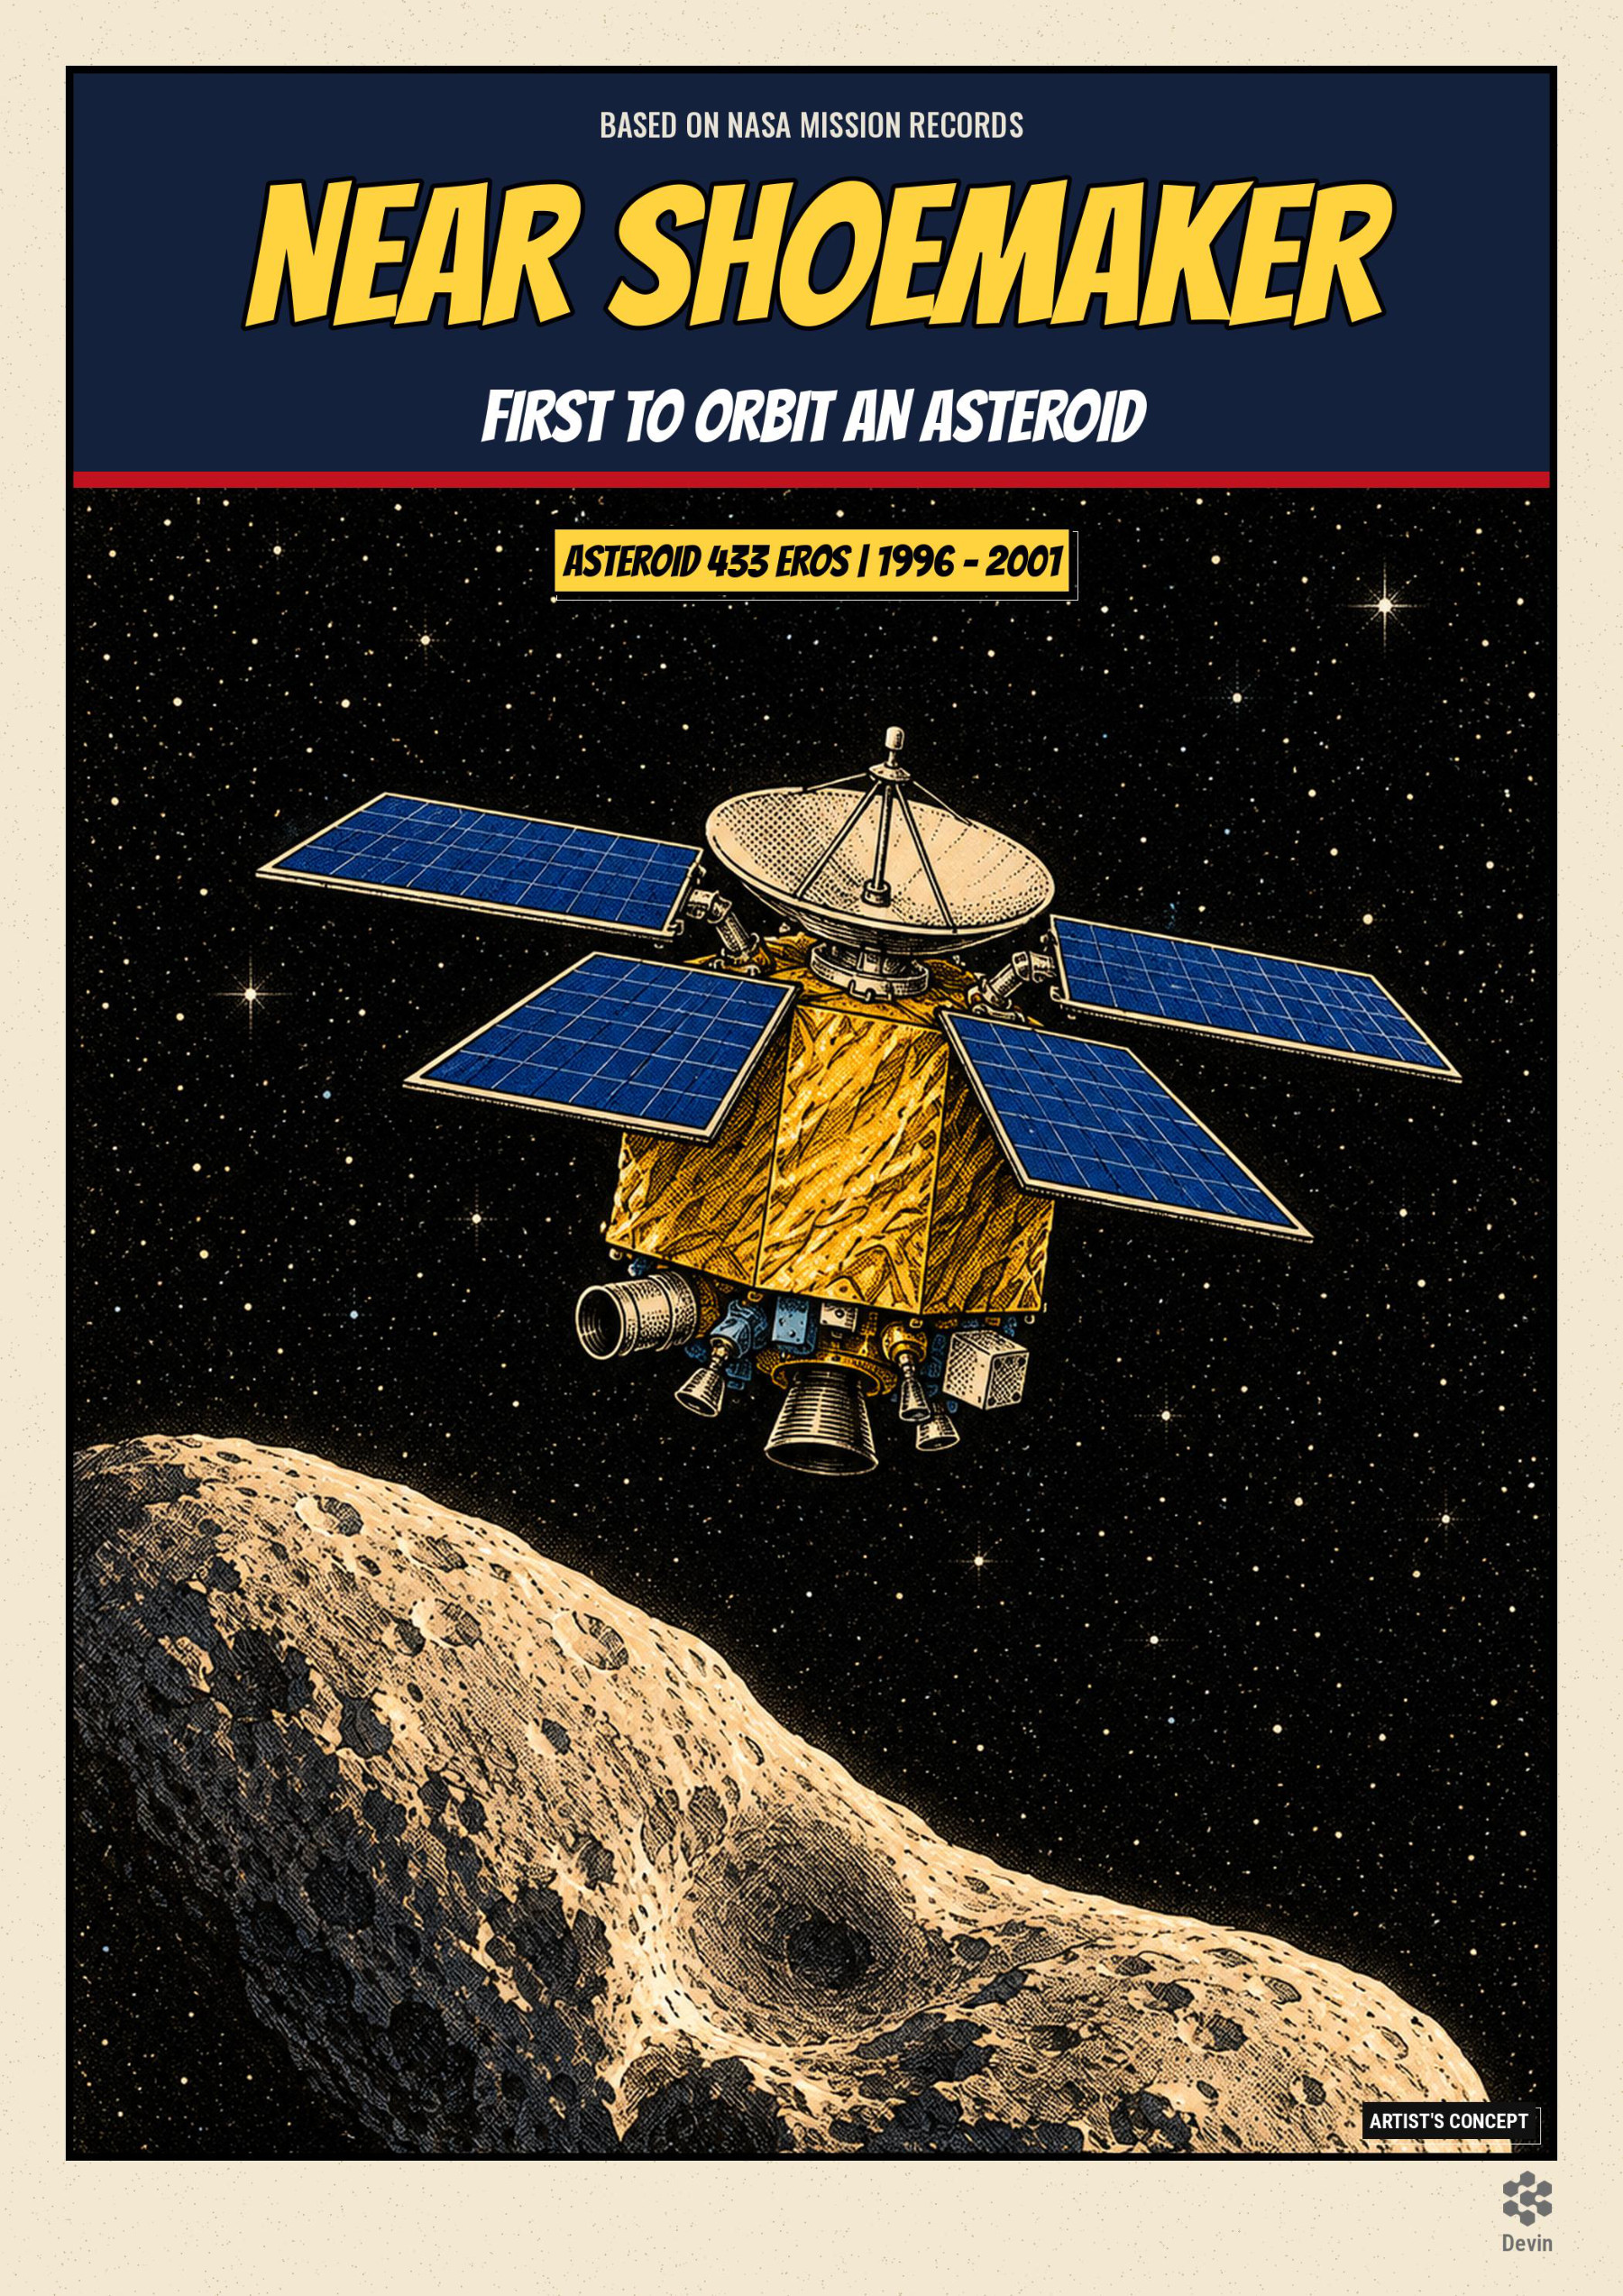 BASED ON NASA MISSION RECORDS
NEAR SHOEMAKER
FIRST TO ORBIT AN ASTEROID
ASTEROID 433 EROS | 1996 - 2001
ARTIST'S CONCEPT
Devin